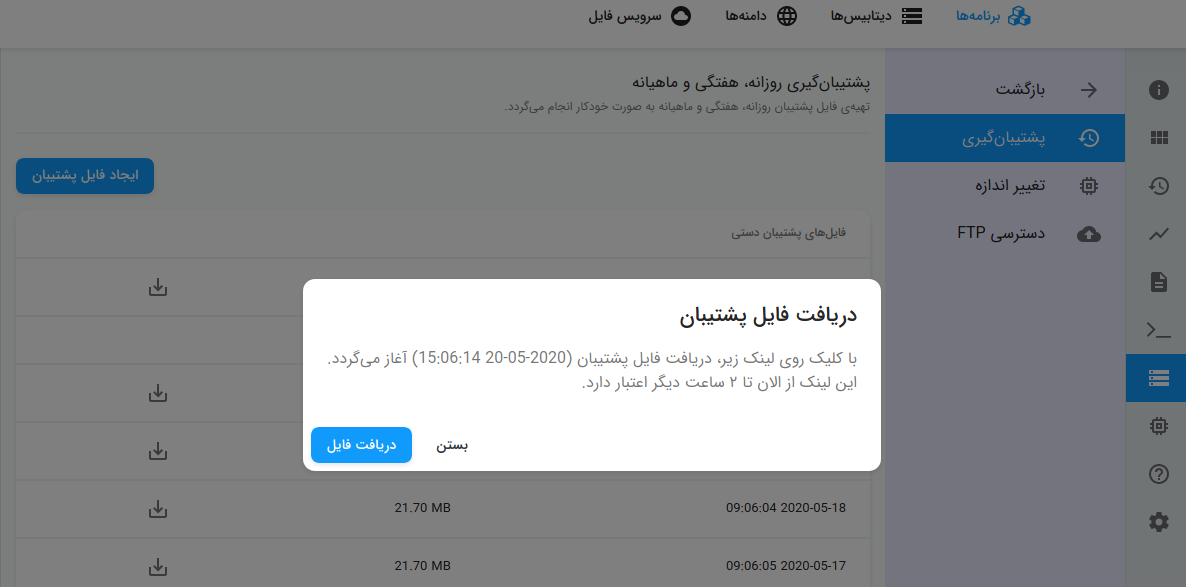 برنامه‌ها
دیتابیس‌ها
دامنه‌ها
سرویس فایل
بازگشت
پشتیبان‌گیری
تغییر اندازه
دسترسی FTP
پشتیبان‌گیری روزانه، هفتگی و ماهیانه
تهیه‌ی فایل پشتیبان روزانه، هفتگی و ماهیانه به صورت خودکار انجام می‌گردد.
ایجاد فایل پشتیبان
فایل‌های پشتیبان دستی
دریافت فایل پشتیبان
با کلیک روی لینک زیر، دریافت فایل پشتیبان (2020-05-20 15:06:14) آغاز می‌گردد.
این لینک از الان تا ۲ ساعت دیگر اعتبار دارد.
بستن
دریافت فایل
2020-05-18 09:06:04
21.70 MB
2020-05-17 09:06:05
21.70 MB